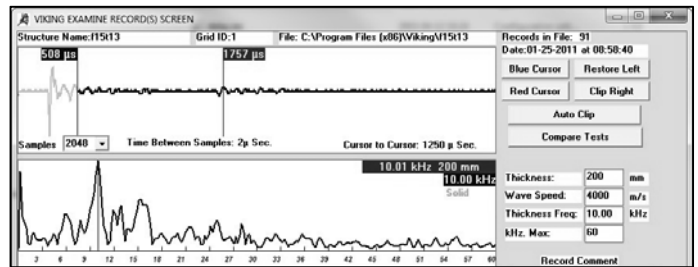 VIKING EXAMINE RECORD(S) SCREEN
Structure Name:f15t13 Grid ID:1 File: C:\Program Files (x86)\Viking\f15t13 Records in File: 91
Date:01-25-2011 at 08:58:40
508 µs 1757 µs
Blue Cursor Restore Left
Red Cursor Clip Right
Auto Clip
Compare Tests
Samples 2048 Time Between Samples: 2µ Sec. Cursor to Cursor: 1250 µ Sec.
10.01 kHz 200 mm
10.00 kHz
Solid
Thickness: 200 mm
Wave Speed: 4000 m/s
Thickness Freq: 10.00 kHz
kHz. Max: 60
3 6 9 12 15 18 21 24 27 30 33 36 39 42 45 48 51 54 57 60
Record Comment